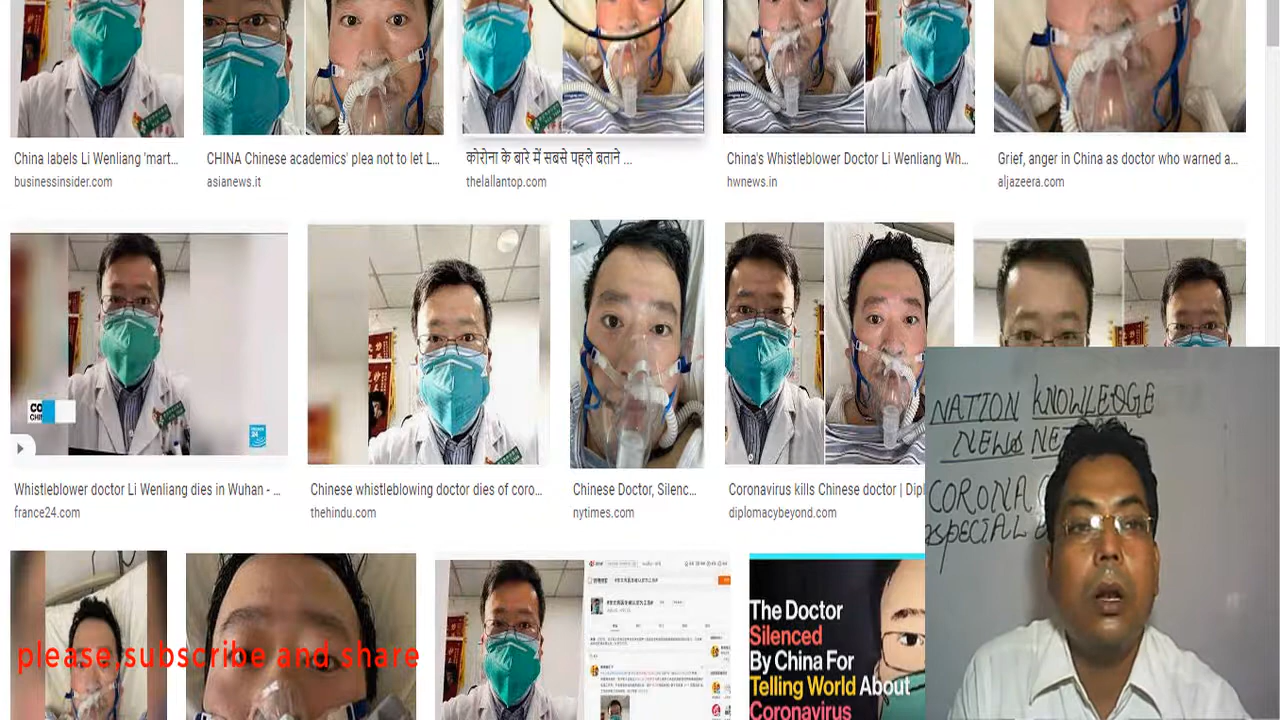 China labels Li Wenliang 'mart...
businessinsider.com
CHINA Chinese academics' plea not to let L...
asianews.it
कोरोना के बारे में सबसे पहले बताने ...
thelallantop.com
China's Whistleblower Doctor Li Wenliang Wh...
hwnews.in
Grief, anger in China as doctor who warned a...
aljazeera.com
Whistleblower doctor Li Wenliang dies in Wuhan - ...
france24.com
Chinese whistleblowing doctor dies of coro...
thehindu.com
Chinese Doctor, Silenc...
nytimes.com
Coronavirus kills Chinese doctor | Dipl
diplomacybeyond.com
NATION KNOWLEDGE
NEWS
CORONA
SPECIAL
The Doctor
Silenced
By China For
Telling World About
Coronavirus
please,subscribe and share